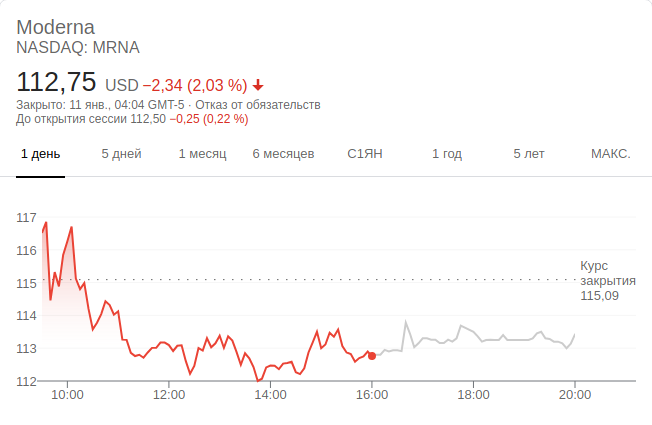 Moderna
NASDAQ: MRNA
112,75 USD −2,34 (2,03 %)
Закрыто: 11 янв., 04:04 GMT-5 · Отказ от обязательств
До открытия сессии 112,50 −0,25 (0,22 %)
1 день 5 дней 1 месяц 6 месяцев С1ЯН 1 год 5 лет МАКС.
117
116
Курс
закрытия
115
115,09
114
113
112
10:00 12:00 14:00 16:00 18:00 20:00